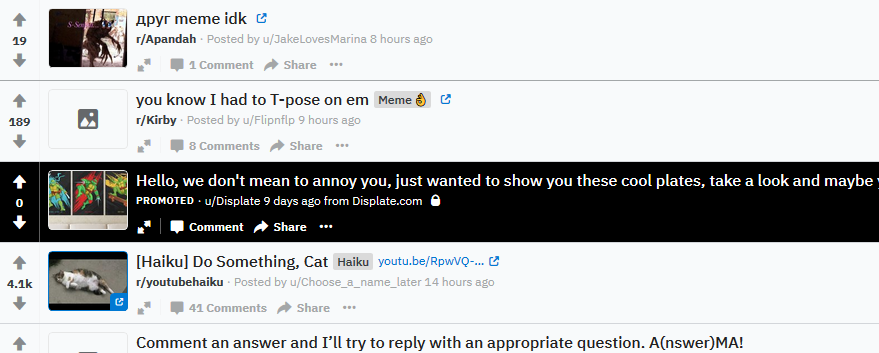 друг meme idk
19
r/Apandah · Posted by u/JakeLovesMarina 8 hours ago
1 Comment Share
you know I had to T-pose on em Meme👌
189
r/Kirby · Posted by u/Flipnflp 9 hours ago
8 Comments Share
Hello, we don't mean to annoy you, just wanted to show you these cool plates, take a look and maybe
0
PROMOTED · u/Displate 9 days ago from Displate.com
Comment Share
[Haiku] Do Something, Cat Haiku youtu.be/RpwVQ-...
4.1k
r/youtubehaiku · Posted by u/Choose_a_name_later 14 hours ago
41 Comments Share
Comment an answer and I’ll try to reply with an appropriate question. A(nswer)MA!